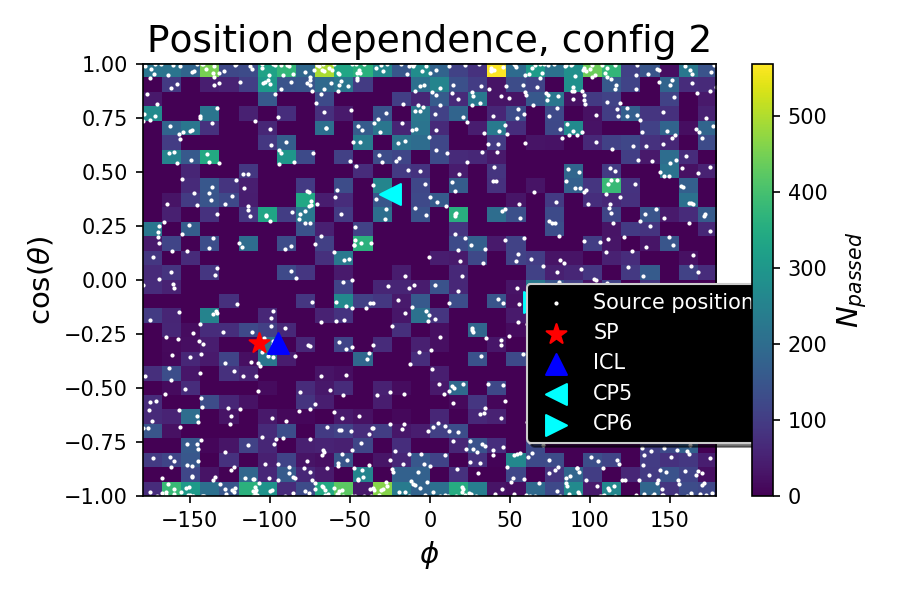 Position dependence, config 2
1.00
0.75
0.50
0.25
0.00
−0.25
−0.50
−0.75
−1.00
cos(θ)
−150 −100 −50 0 50 100 150
ϕ
Source position
SP
ICL
CP5
CP6
500
400
300
200
100
0
N_passed